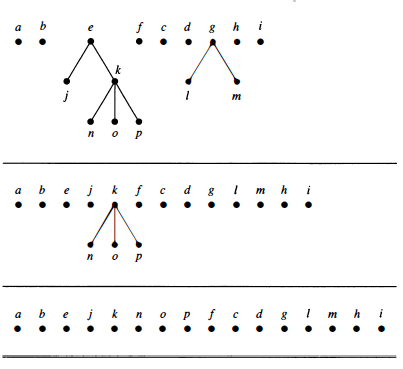 a b e f c d g h i
k
j l m
n o p
a b e j k f c d g l m h i
n o p
a b e j k n o p f c d g l m h i